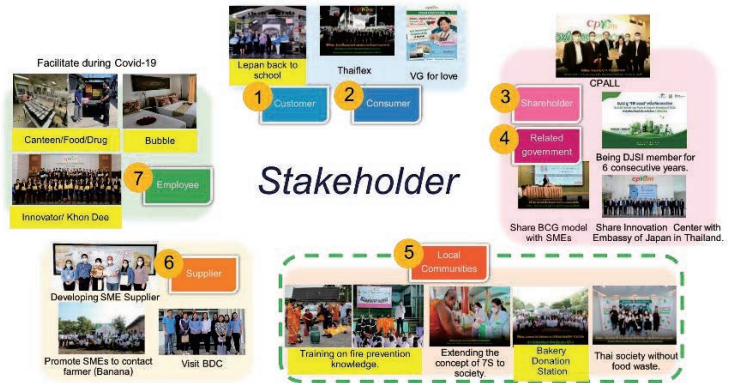 Facilitate during Covid-19
Canteen/Food/Drug
Bubble
Innovator/ Khon Dee
7
Employee
Lepan back to
school
Thaiflex
VG for love
1
Customer
2
Consumer
CPALL
3
Shareholder
4
Related
government
Being DJSI member for
6 consecutive years.
Share BCG model
with SMEs
Share Innovation Center with
Embassy of Japan in Thailand.
Stakeholder
6
Supplier
Developing SME Supplier
Promote SMEs to contact
farmer (Banana)
Visit BDC
5
Local
Communities
Training on fire prevention
knowledge.
Extending the
concept of 7S to
society.
Bakery
Donation
Station
Thai society without
food waste.